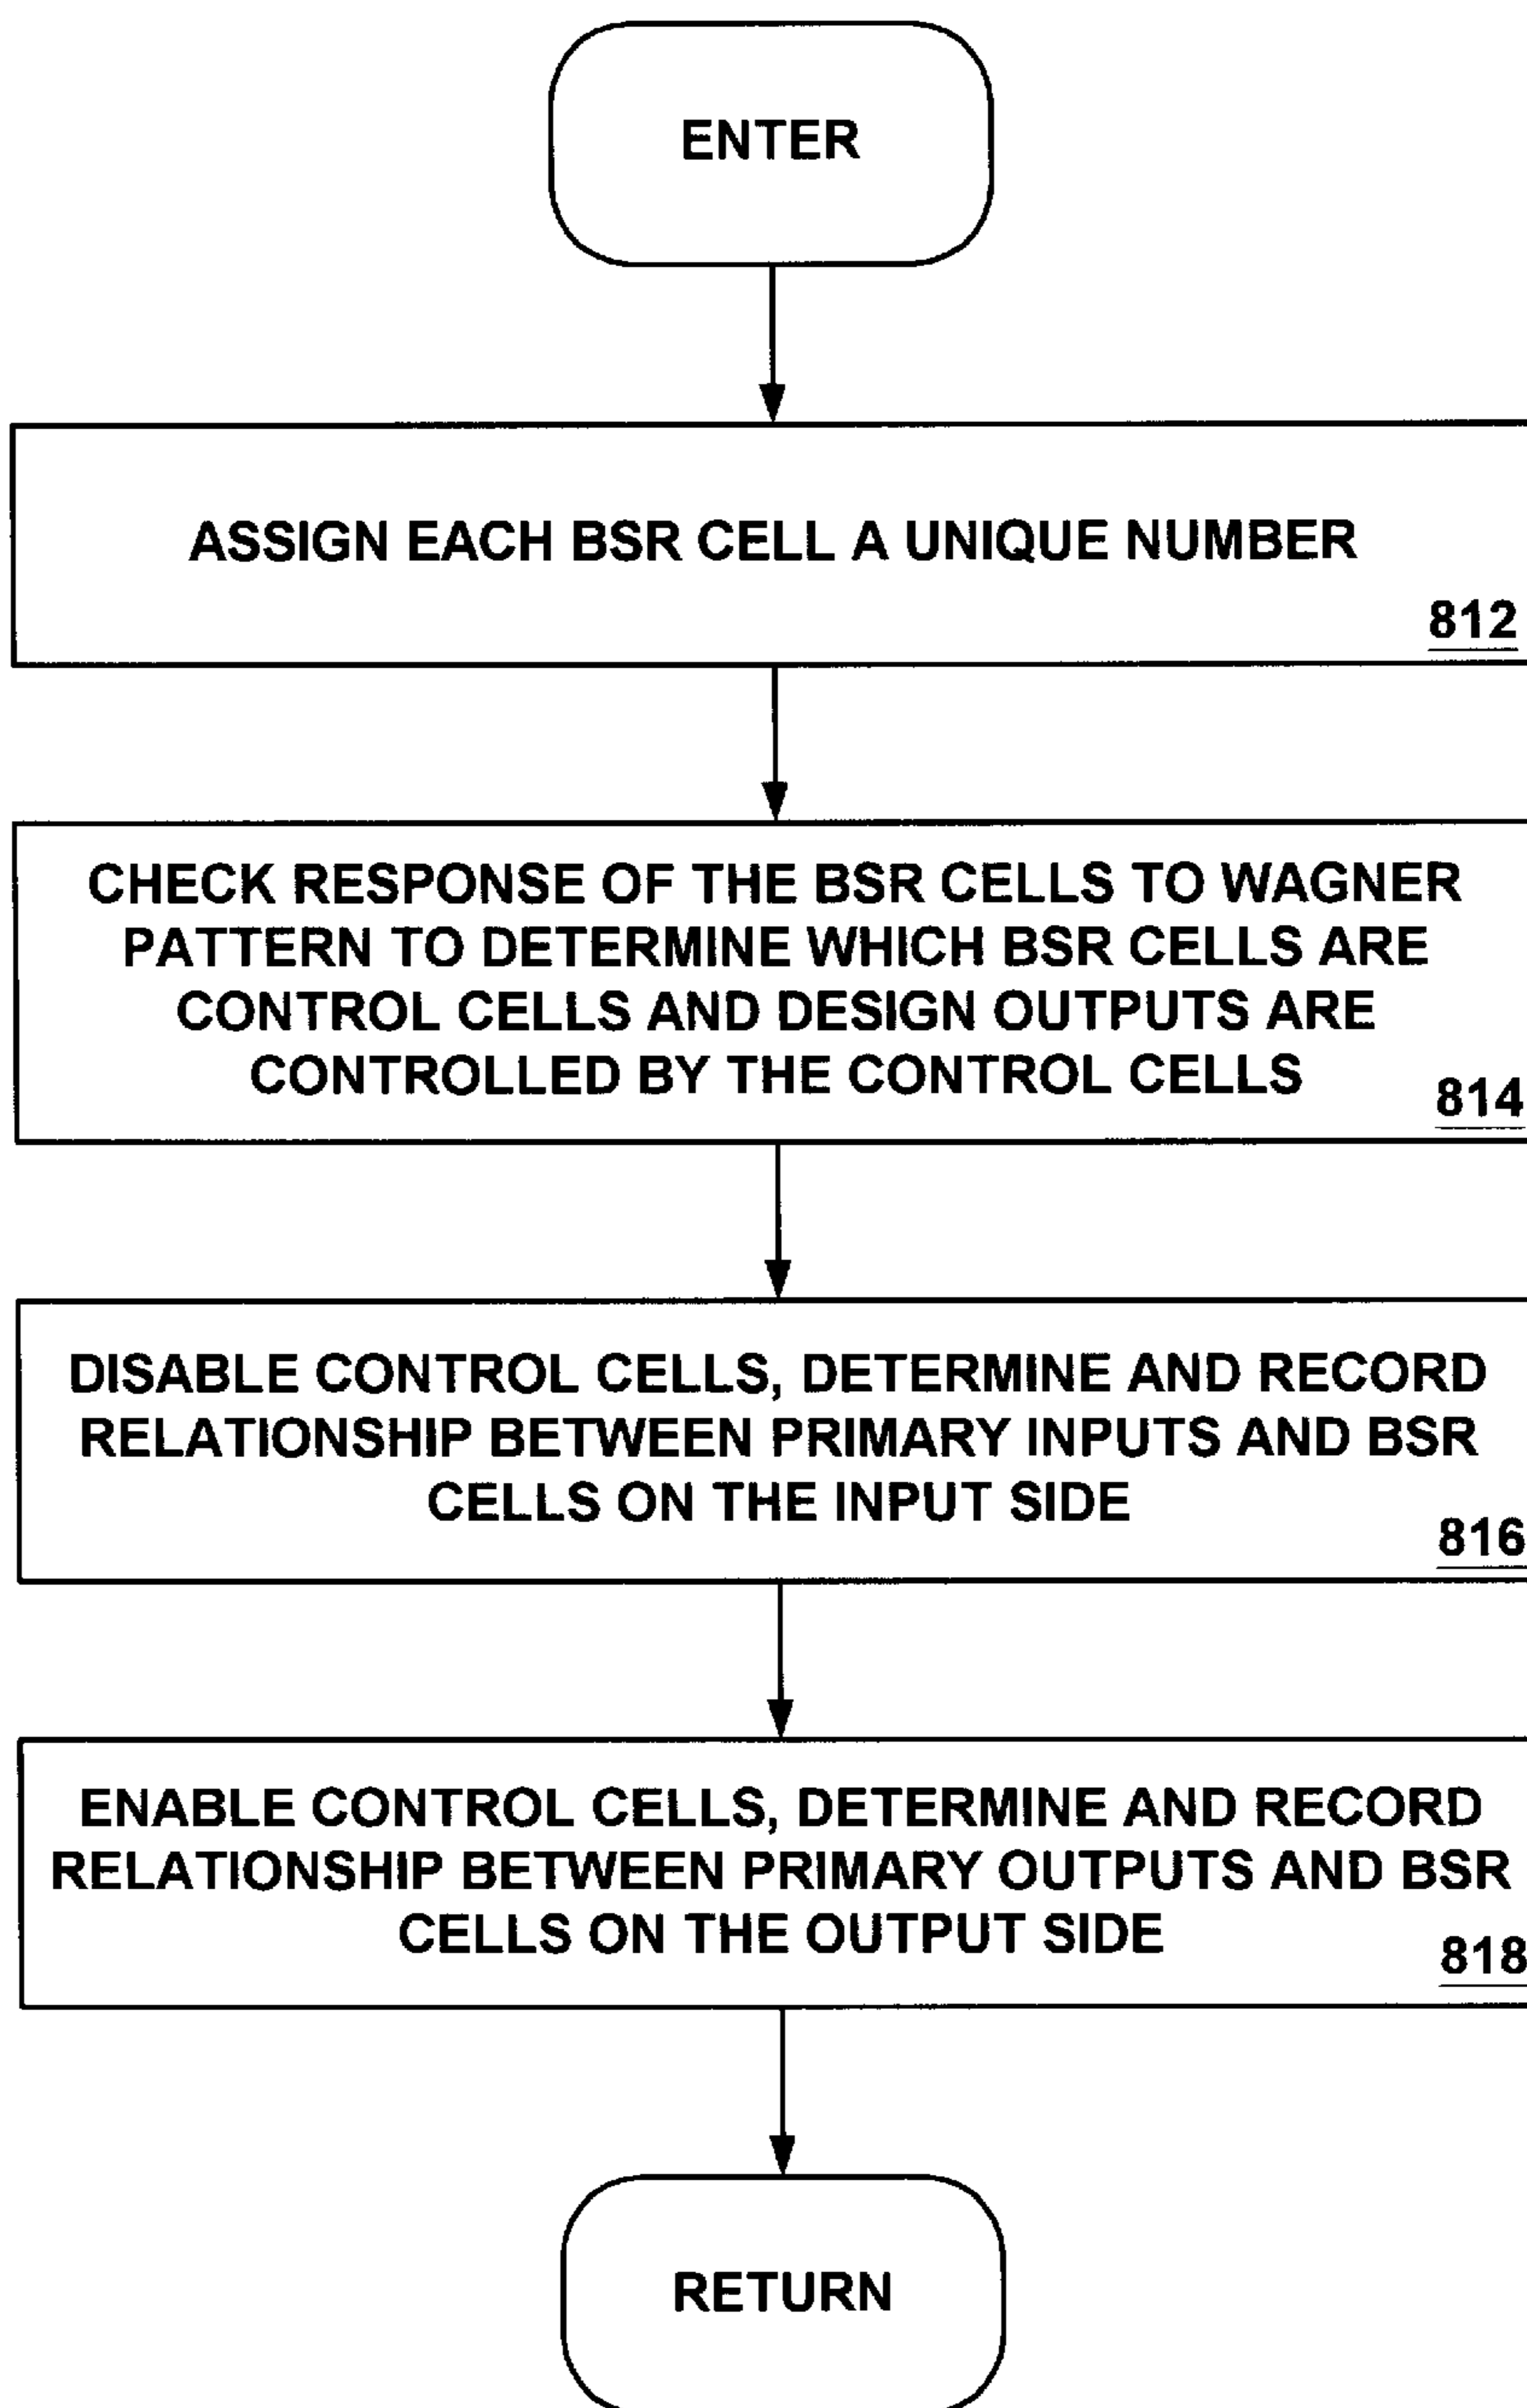 ENTER
ASSIGN EACH BSR CELL A UNIQUE NUMBER
812
CHECK RESPONSE OF THE BSR CELLS TO WAGNER
PATTERN TO DETERMINE WHICH BSR CELLS ARE
CONTROL CELLS AND DESIGN OUTPUTS ARE
CONTROLLED BY THE CONTROL CELLS
814
DISABLE CONTROL CELLS, DETERMINE AND RECORD
RELATIONSHIP BETWEEN PRIMARY INPUTS AND BSR
CELLS ON THE INPUT SIDE
816
ENABLE CONTROL CELLS, DETERMINE AND RECORD
RELATIONSHIP BETWEEN PRIMARY OUTPUTS AND BSR
CELLS ON THE OUTPUT SIDE
818
RETURN